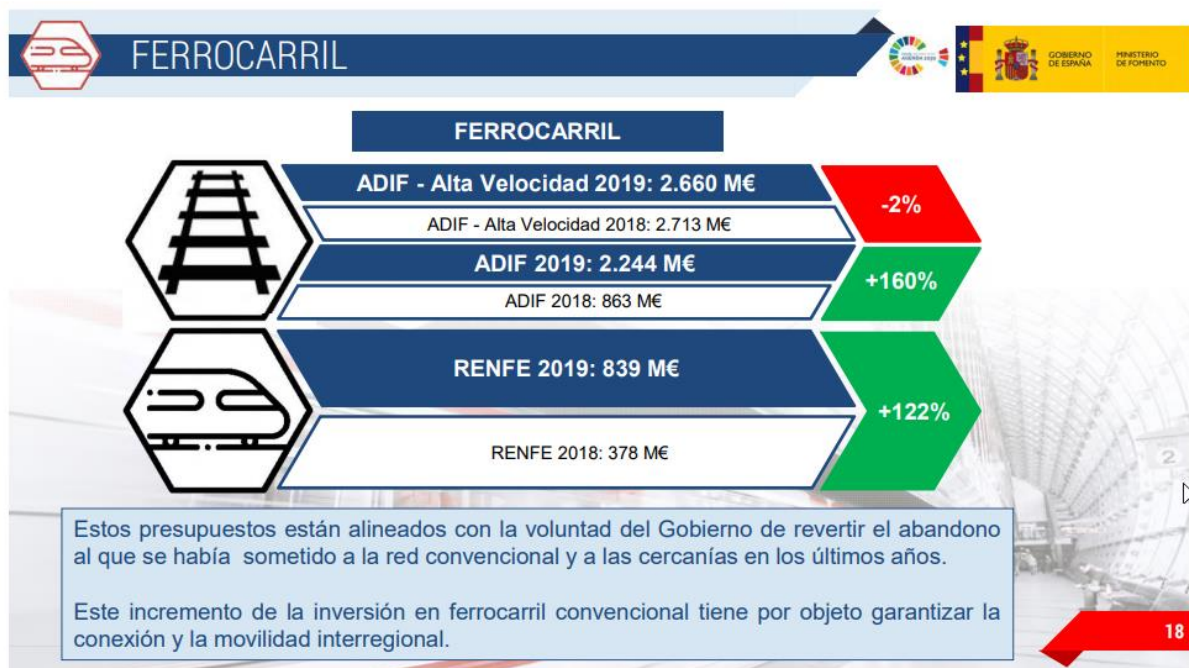 FERROCARRIL
GOBIERNO
DE ESPAÑA
MINISTERIO
DE FOMENTO
FERROCARRIL
ADIF - Alta Velocidad 2019: 2.660 M€
-2%
ADIF - Alta Velocidad 2018: 2.713 M€
ADIF 2019: 2.244 M€
+160%
ADIF 2018: 863 M€
RENFE 2019: 839 M€
+122%
RENFE 2018: 378 M€
2
Estos presupuestos están alineados con la voluntad del Gobierno de revertir el abandono
al que se había sometido a la red convencional y a las cercanías en los últimos años.
Este incremento de la inversión en ferrocarril convencional tiene por objeto garantizar la
conexión y la movilidad interregional.
18